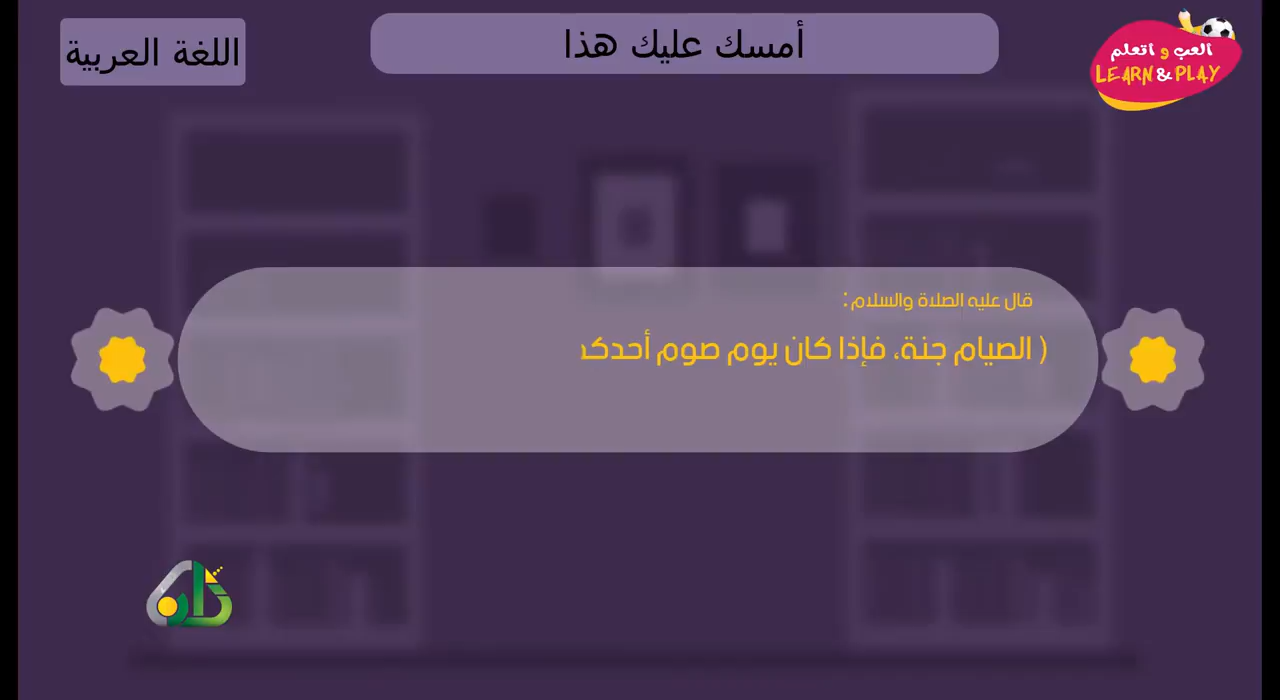 اللغة العربية
أمسك عليك هذا
العب و اتعلم
LEARN & PLAY
قال عليه الصلاة والسلام :
( الصيام جنة، فإذا كان يوم صوم أحدكم